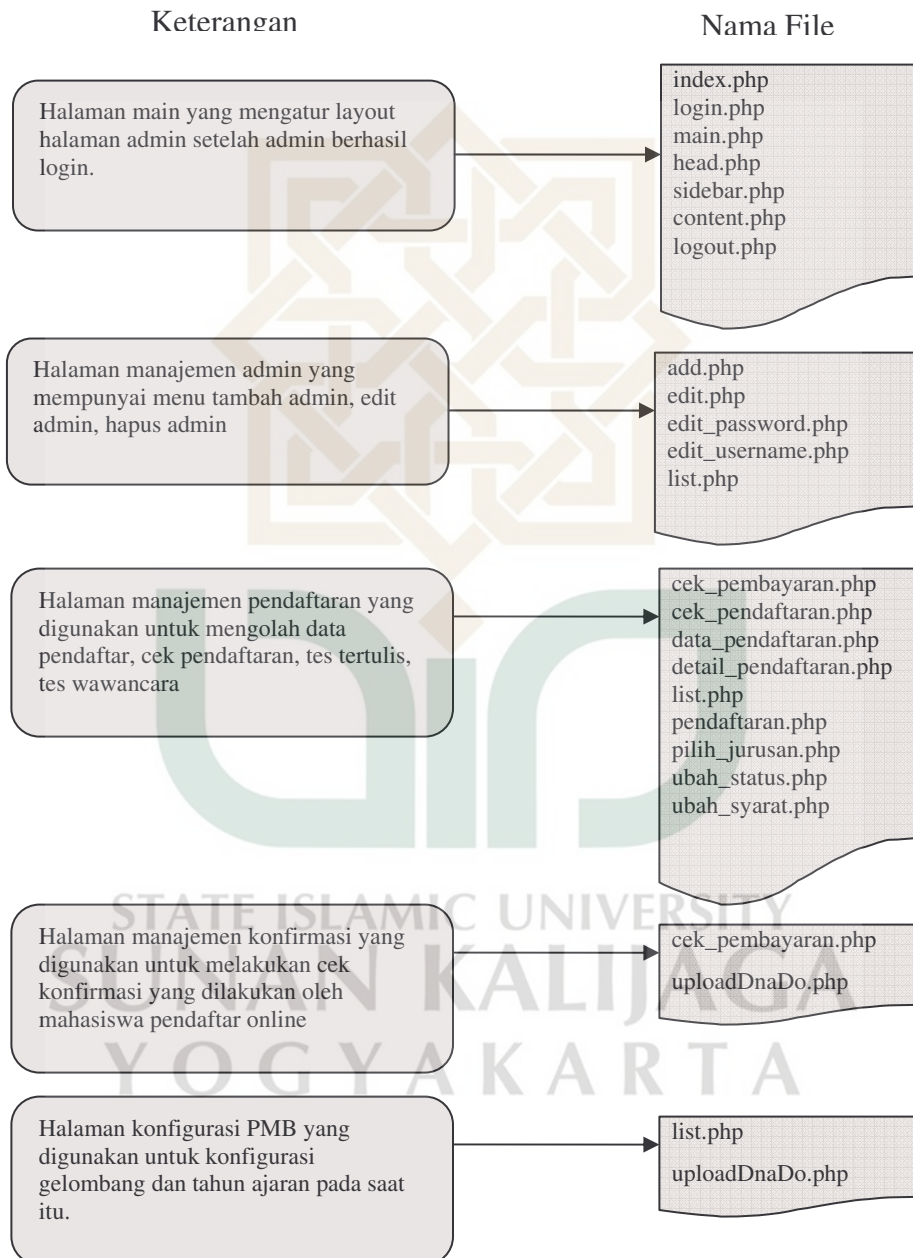 Keterangan
Nama File
Halaman main yang mengatur layout
halaman admin setelah admin berhasil
login.
index.php
login.php
main.php
head.php
sidebar.php
content.php
logout.php
Halaman manajemen admin yang
mempunyai menu tambah admin, edit
admin, hapus admin
add.php
edit.php
edit_password.php
edit_username.php
list.php
Halaman manajemen pendaftaran yang
digunakan untuk mengolah data
pendaftar, cek pendaftaran, tes tertulis,
tes wawancara
cek_pembayaran.php
cek_pendaftaran.php
data_pendaftaran.php
detail_pendaftaran.php
list.php
pendaftaran.php
pilih_jurusan.php
ubah_status.php
ubah_syarat.php
Halaman manajemen konfirmasi yang
digunakan untuk melakukan cek
konfirmasi yang dilakukan oleh
mahasiswa pendaftar online
cek_pembayaran.php
uploadDnaDo.php
Halaman konfigurasi PMB yang
digunakan untuk konfigurasi
gelombang dan tahun ajaran pada saat
itu.
list.php
uploadDnaDo.php
STATE ISLAMIC UNIVERSITY
SUNAN KALIJAGA
YOGYAKARTA